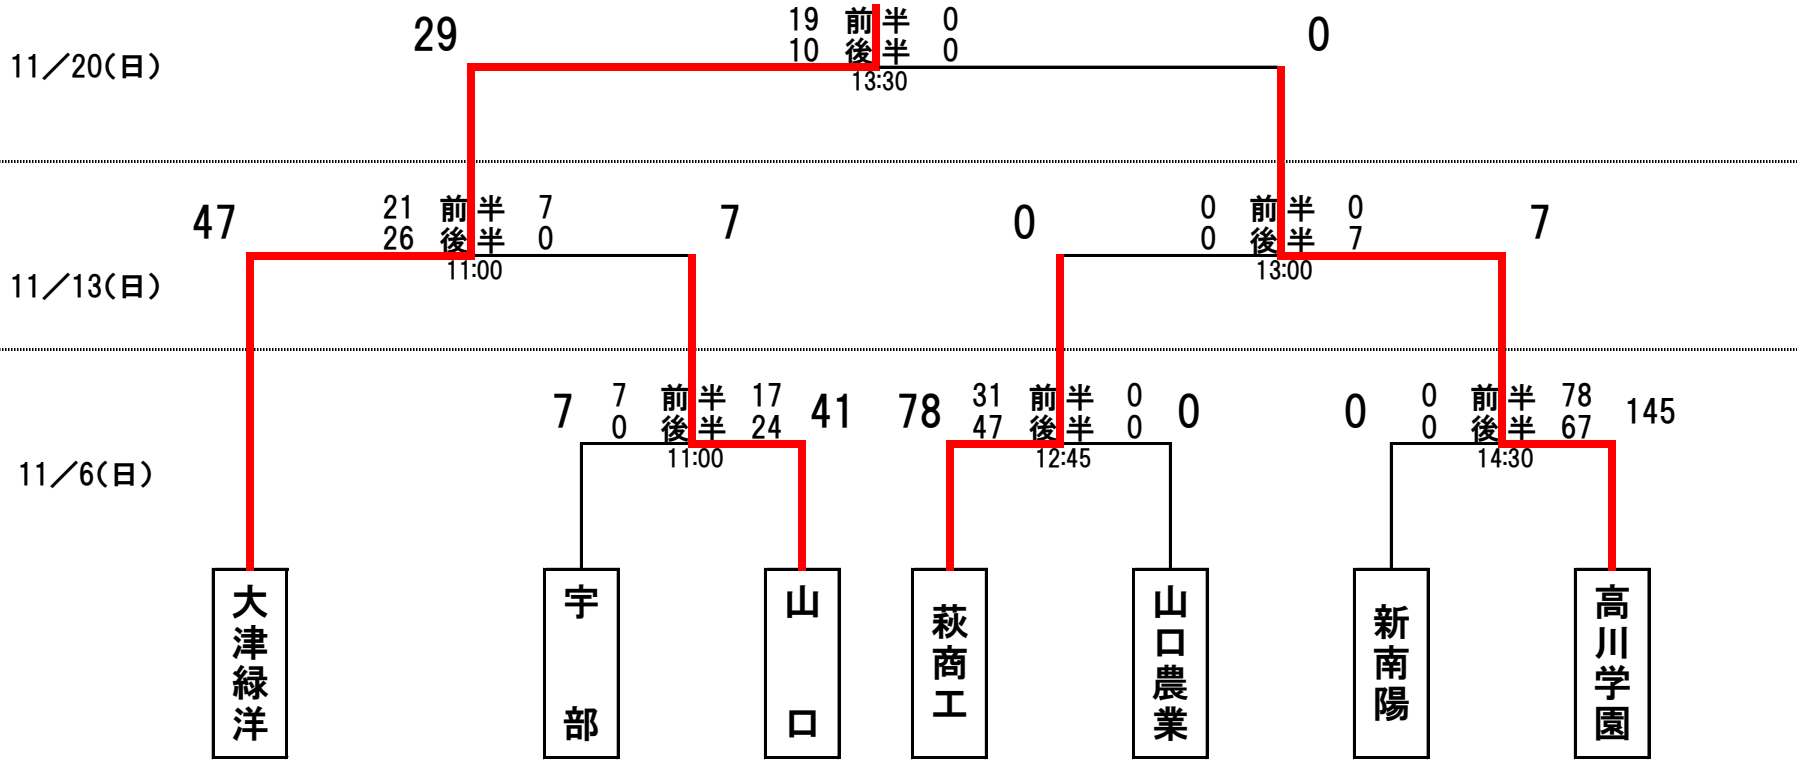 29 19 前半 0 0
10 後半 0
11／20(日)
13:30
47 21 前半 7 7 0 0 前半 0 7
26 後半 0 0 後半 7
11:00 13:00
11／13(日)
7 7 前半 17 41 78 31 前半 0 0 0 0 前半 78 145
0 後半 24 47 後半 0 0 後半 67
11:00 12:45 14:30
11／6(日)
大津緑洋
宇部
山口
萩商工
山口農業
新南陽
高川学園